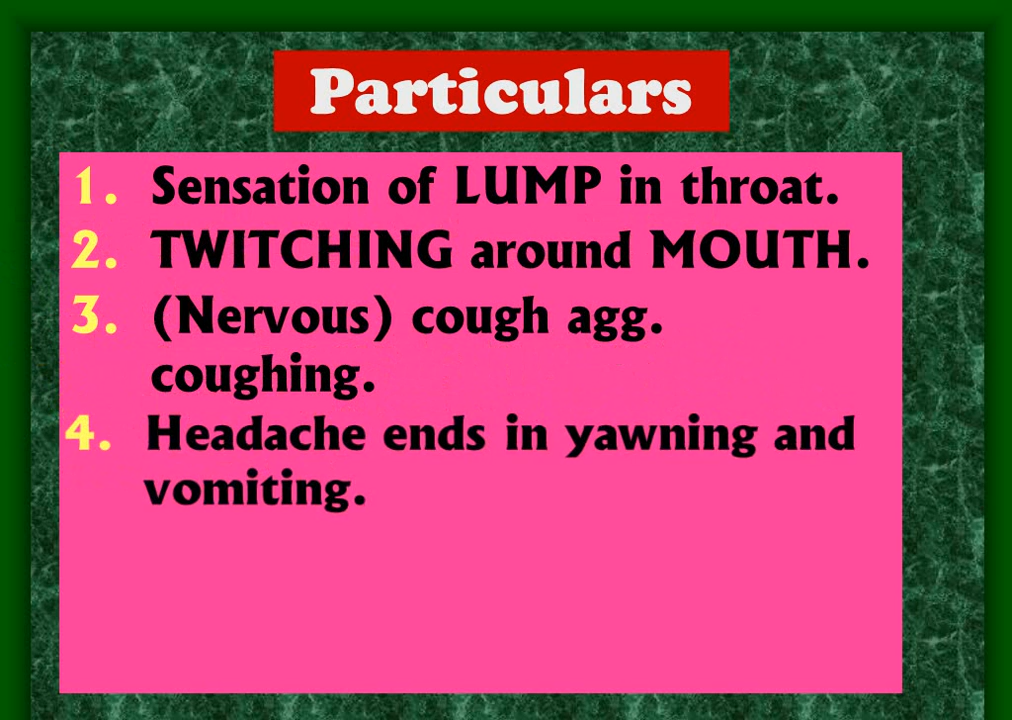 Particulars
1. Sensation of LUMP in throat.
2. TWITCHING around MOUTH.
3. (Nervous) cough agg.
coughing.
4. Headache ends in yawning and
vomiting.